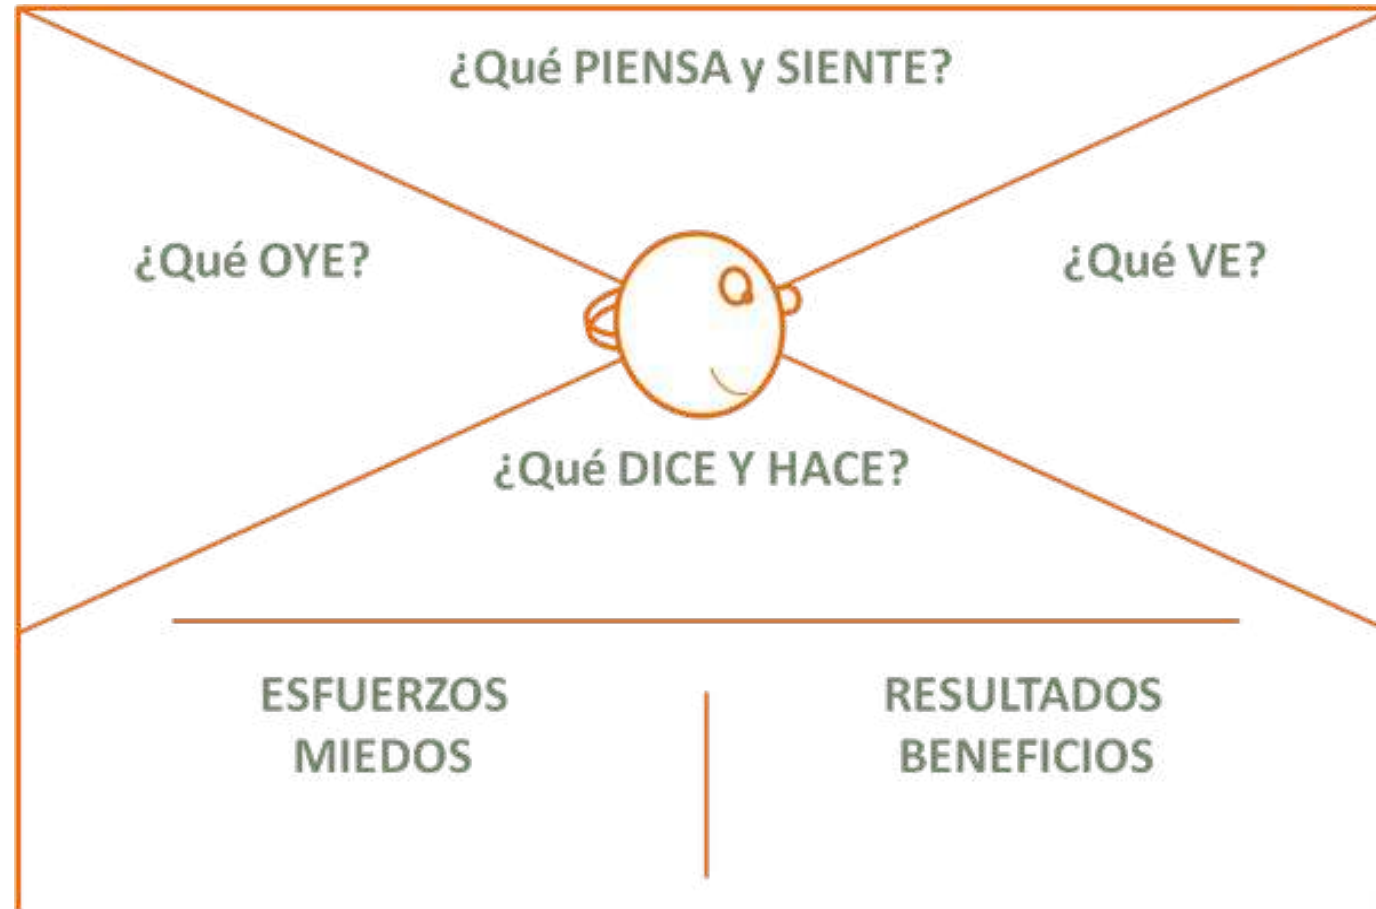 ¿Qué PIENSA y SIENTE?
¿Qué OYE?
¿Qué VE?
¿Qué DICE Y HACE?
ESFUERZOS
MIEDOS
RESULTADOS
BENEFICIOS